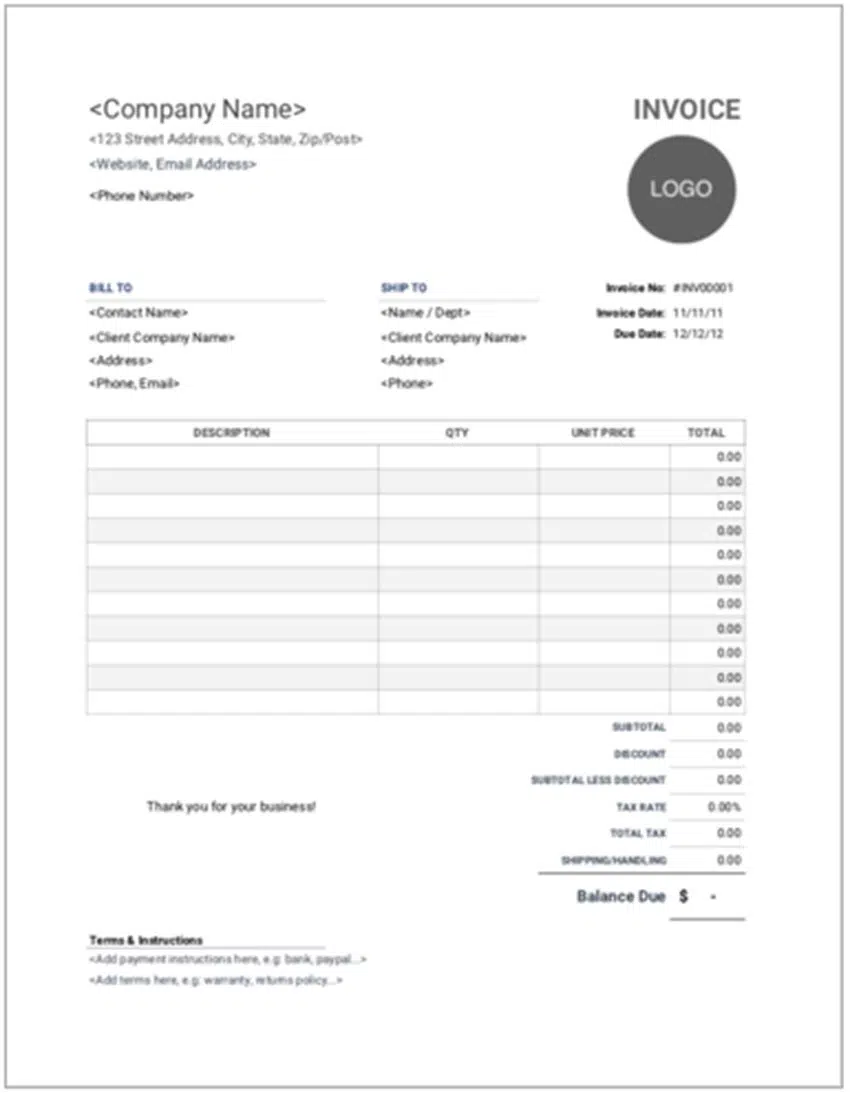 <Company Name>
INVOICE
<123 Street Address, City, State, Zip/Post>
<Website, Email Address>
<Phone Number>
LOGO
BILL TO
<Contact Name>
<Client Company Name>
<Address>
<Phone, Email>
SHIP TO
<Name / Dept>
<Client Company Name>
<Address>
<Phone>
Invoice No: #INV00001
Invoice Date: 11/11/11
Due Date: 12/12/12
DESCRIPTION QTY UNIT PRICE TOTAL
0.00
0.00
0.00
0.00
0.00
0.00
0.00
0.00
0.00
0.00
0.00
SUBTOTAL 0.00
DISCOUNT 0.00
SUBTOTAL LESS DISCOUNT 0.00
Thank you for your business!
TAX RATE 0.00%
TOTAL TAX 0.00
SHIPPING/HANDLING 0.00
Balance Due $ -
Terms & Instructions
<Add payment instructions here, e.g: bank, paypal...>
<Add terms here, e.g: warranty, returns policy...>